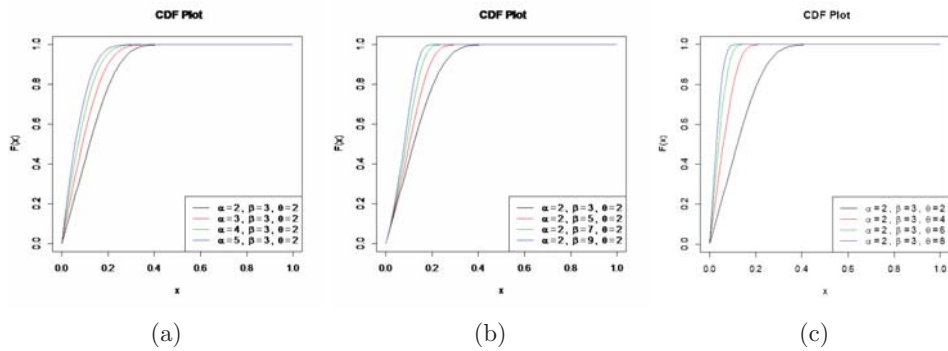 CDF Plot
F(x)
1.0
0.8
0.6
0.4
0.2
0.0
α=2, β=3, θ=2
α=3, β=3, θ=2
α=4, β=3, θ=2
α=5, β=3, θ=2
0.0 0.2 0.4 0.6 0.8 1.0
x
(a)
CDF Plot
F(x)
1.0
0.8
0.6
0.4
0.2
0.0
α=2, β=3, θ=2
α=2, β=5, θ=2
α=2, β=7, θ=2
α=2, β=9, θ=2
0.0 0.2 0.4 0.6 0.8 1.0
x
(b)
CDF Plot
F(x)
1.0
0.8
0.6
0.4
0.2
0.0
α=2, β=3, θ=2
α=2, β=3, θ=4
α=2, β=3, θ=6
α=2, β=3, θ=8
0.0 0.2 0.4 0.6 0.8 1.0
x
(c)